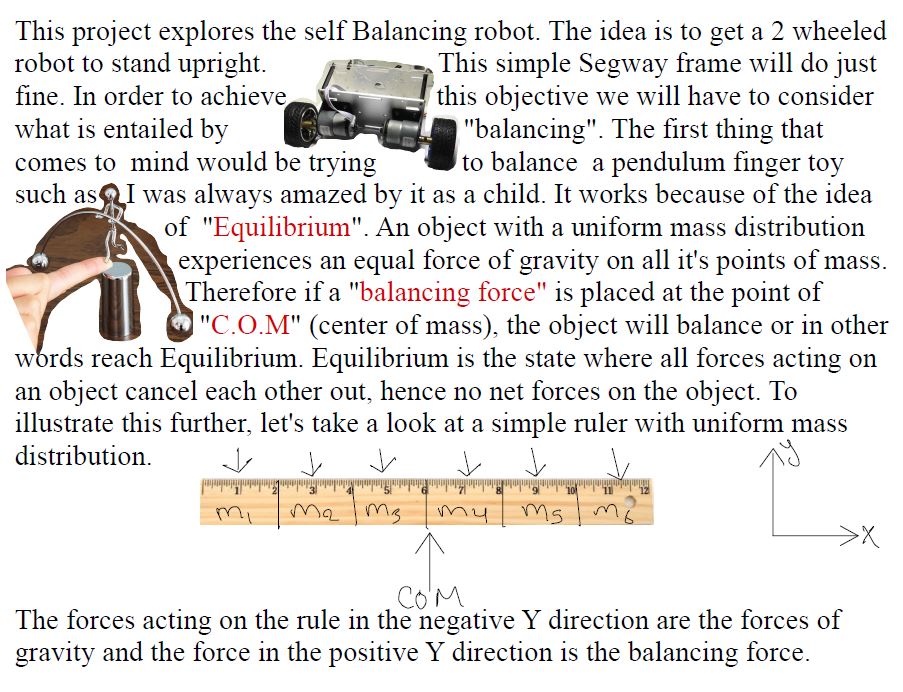 This project explores the self Balancing robot. The idea is to get a 2 wheeled
robot to stand upright. This simple Segway frame will do just
fine. In order to achieve this objective we will have to consider
what is entailed by "balancing". The first thing that
comes to mind would be trying to balance a pendulum finger toy
such as I was always amazed by it as a child. It works because of the idea
of "Equilibrium". An object with a uniform mass distribution
experiences an equal force of gravity on all it's points of mass.
Therefore if a "balancing force" is placed at the point of
"C.O.M" (center of mass), the object will balance or in other
words reach Equilibrium. Equilibrium is the state where all forces acting on
an object cancel each other out, hence no net forces on the object. To
illustrate this further, let's take a look at a simple ruler with uniform mass
distribution.
y
1 2 3 4 5 6 7 8 9 10 11 12
m1 m2 m3 m4 m5 m6
X
COM
The forces acting on the rule in the negative Y direction are the forces of
gravity and the force in the positive Y direction is the balancing force.